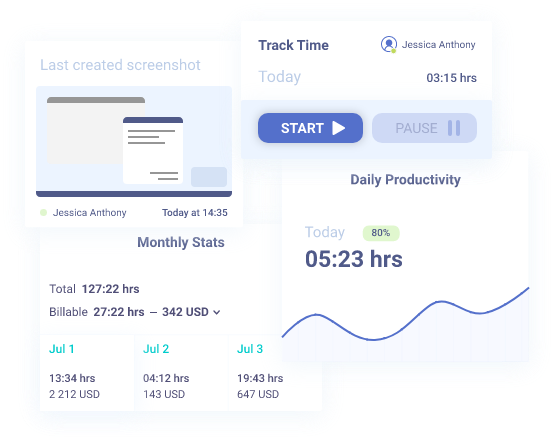 Track Time
Jessica Anthony
Today
03:15 hrs
START
PAUSE
Last created screenshot
Jessica Anthony
Today at 14:35
Daily Productivity
Today
80%
05:23 hrs
Monthly Stats
Total 127:22 hrs
Billable 27:22 hrs – 342 USD
Jul 1
Jul 2
Jul 3
13:34 hrs
04:12 hrs
19:43 hrs
2 212 USD
143 USD
647 USD